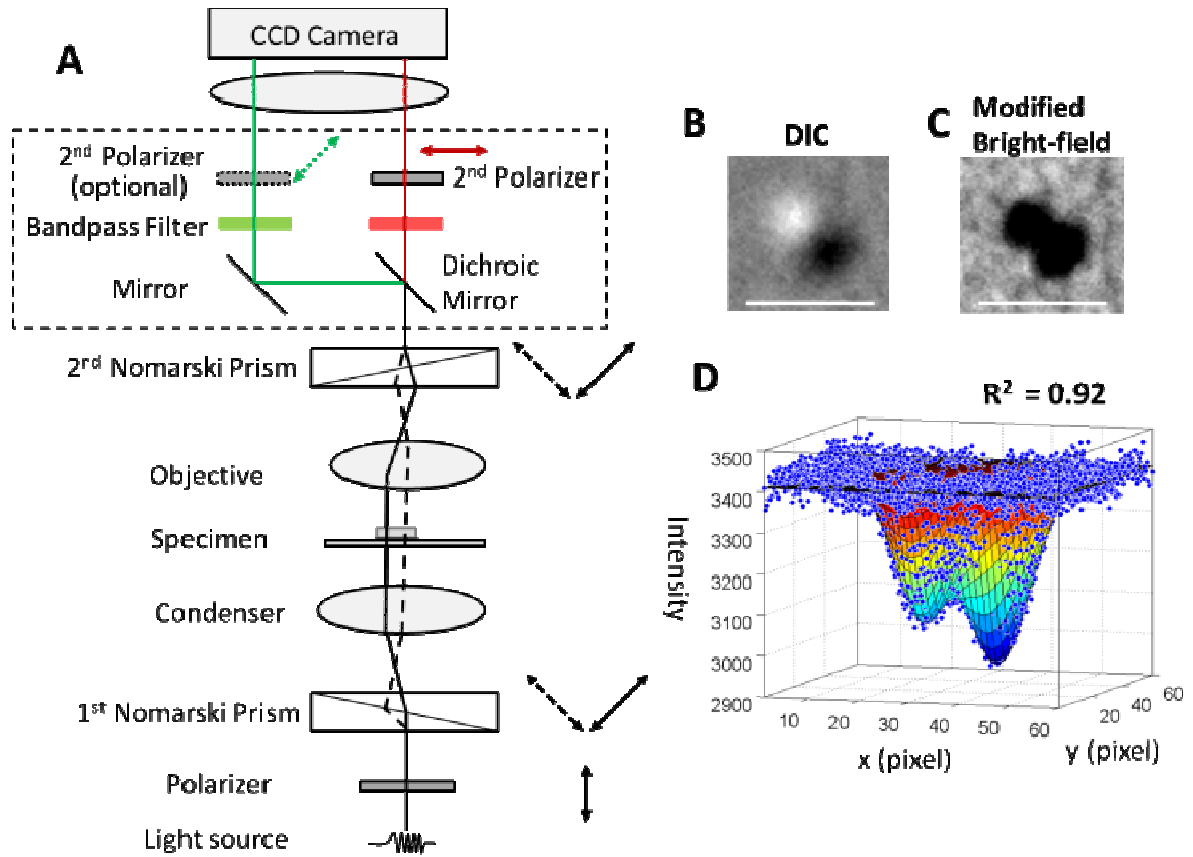 A
CCD Camera
2nd Polarizer
(optional)
2nd Polarizer
Bandpass Filter
Mirror
Dichroic
Mirror
2rd Nomarski Prism
Objective
Specimen
Condenser
1st Nomarski Prism
Polarizer
Light source
B
DIC
C
Modified
Bright-field
D
R² = 0.92
Intensity
3500
3400
3300
3200
3100
3000
2900
10
20
30
40
50
60
x (pixel)
20
40
60
y (pixel)